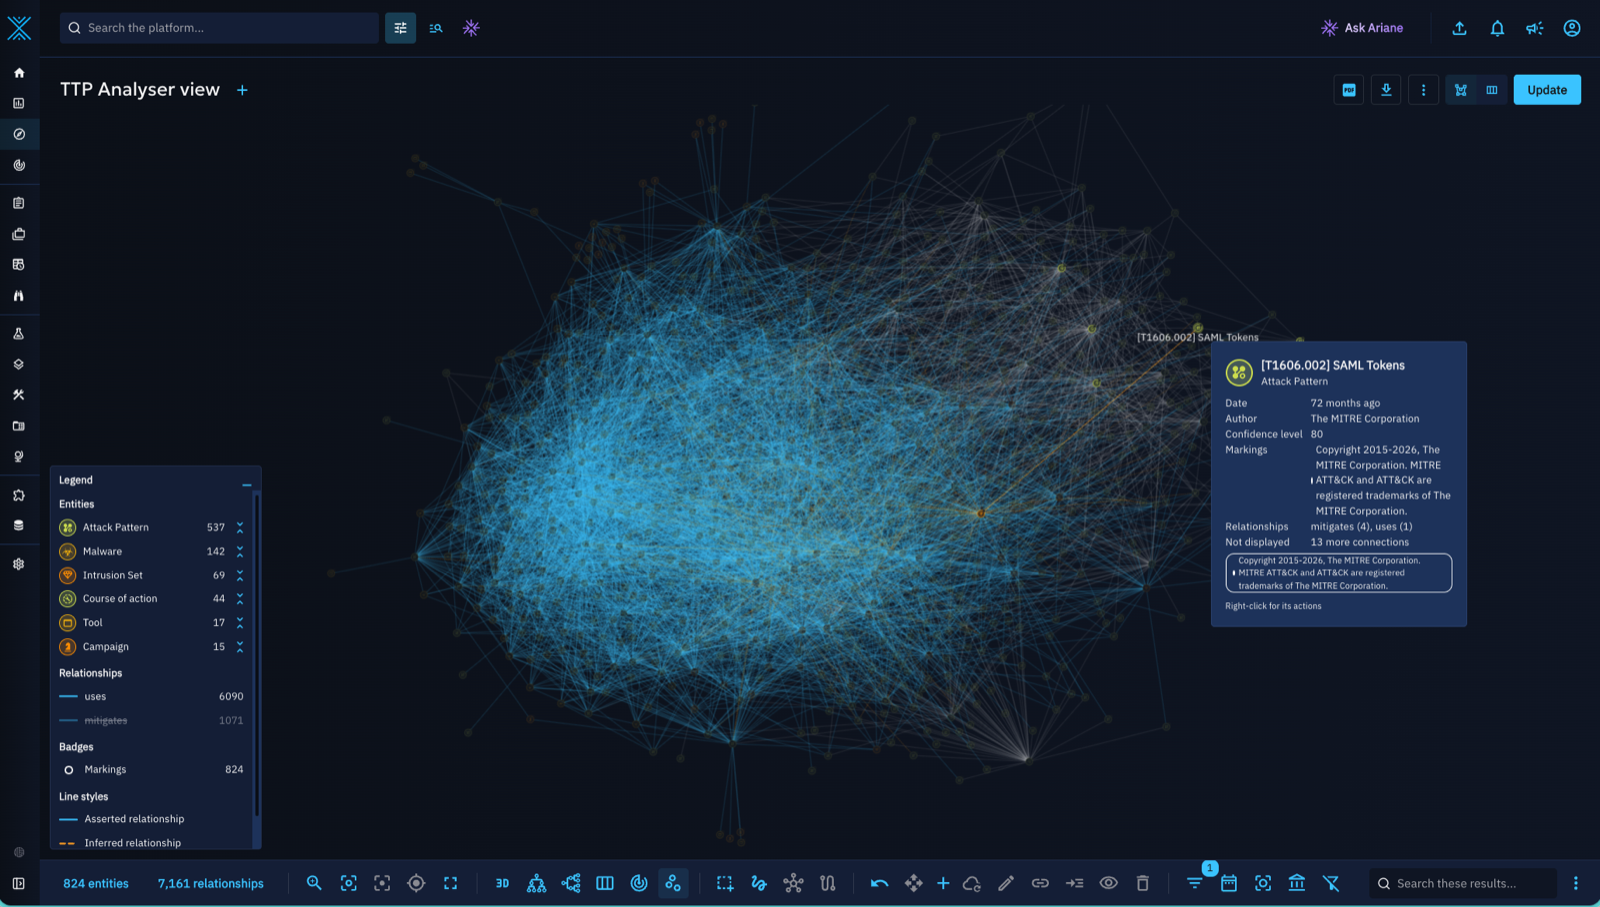 Search the platform...
Ask Ariane
TTP Analyser view
PDF
Update
[T1606.002] SAML Tokens
[T1606.002] SAML Tokens
Attack Pattern
Date 72 months ago
Author The MITRE Corporation
Confidence level 80
Markings Copyright 2015-2026, The
MITRE Corporation. MITRE
ATT&CK and ATT&CK are
registered trademarks of The
MITRE Corporation.
Relationships mitigates (4), uses (1)
Not displayed 13 more connections
Copyright 2015-2026, The MITRE Corporation.
MITRE ATT&CK and ATT&CK are registered
trademarks of The MITRE Corporation.
Right-click for its actions
Legend
Entities
Attack Pattern 537
Malware 142
Intrusion Set 69
Course of action 44
Tool 17
Campaign 15
Relationships
uses 6090
mitigates 1071
Badges
Markings 824
Line styles
Asserted relationship
Inferred relationship
824 entities 7,161 relationships
3D
1
Search these results...